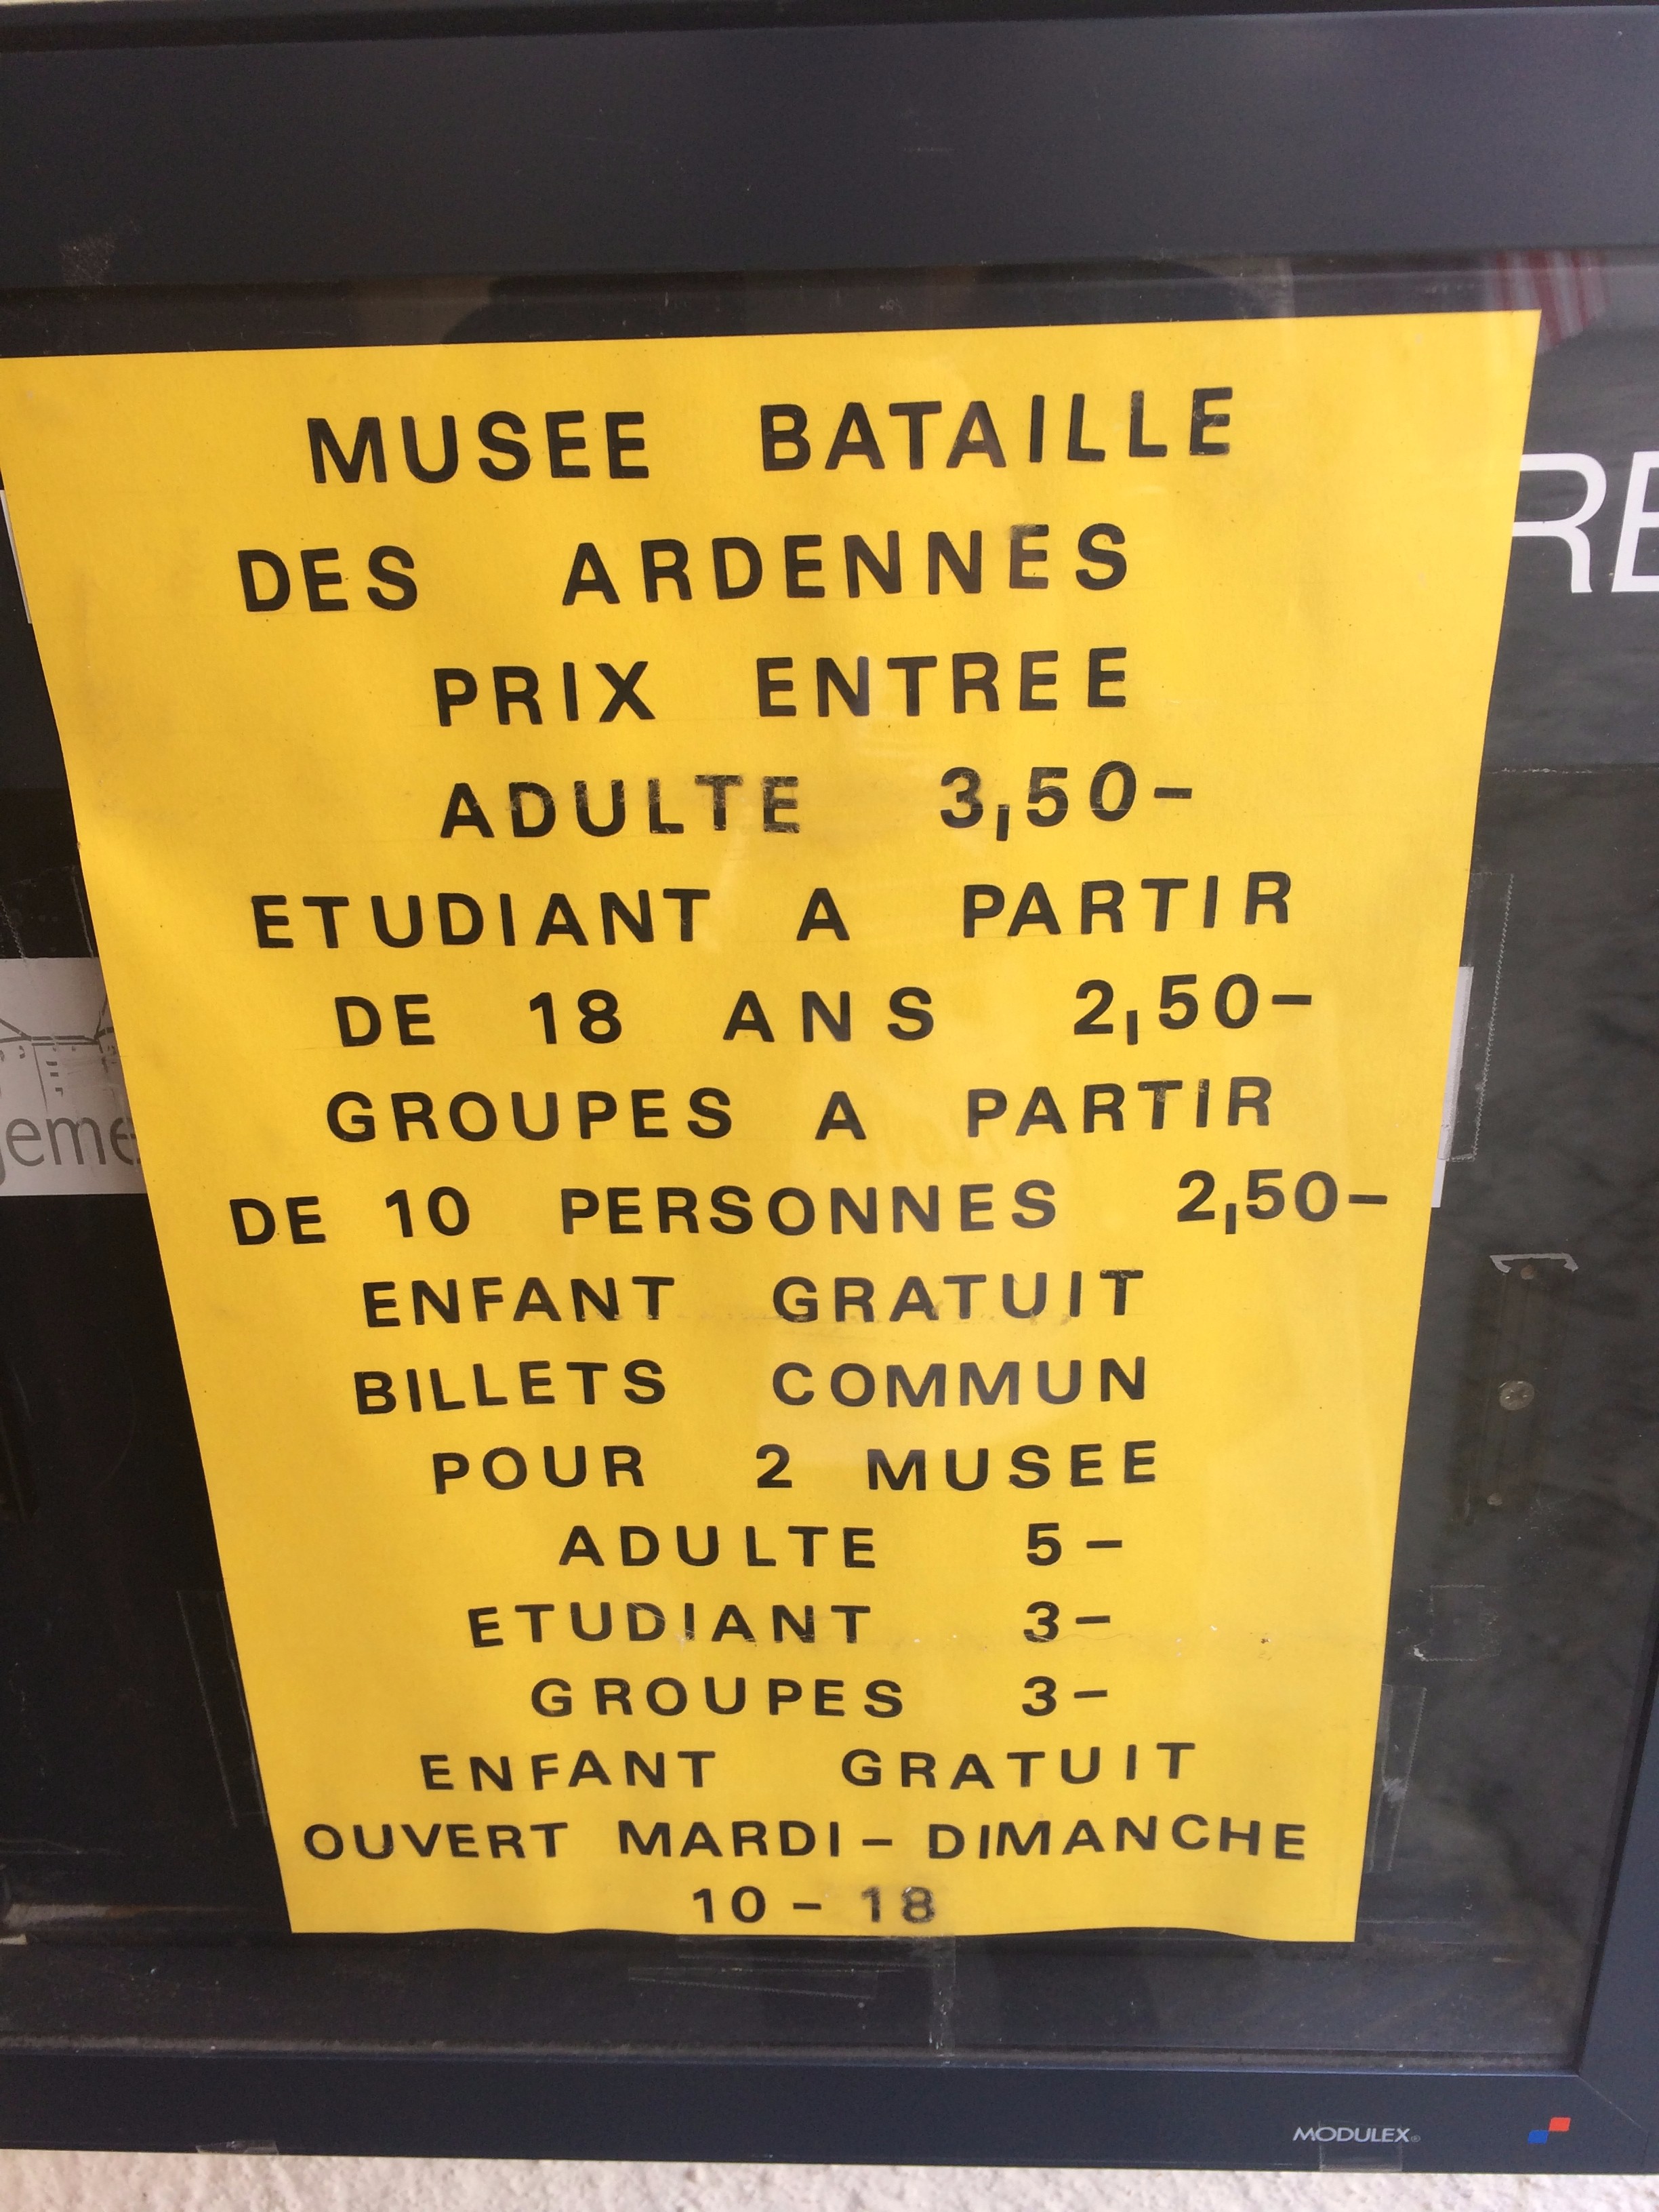 MUSEE BATAILLE
DES ARDENNES
PRIX ENTREE
ADULTE 3,50-
ETUDIANT A PARTIR
DE 18 ANS 2,50-
GROUPES A PARTIR
DE 10 PERSONNES 2,50-
ENFANT GRATUIT
BILLETS COMMUN
POUR 2 MUSEE
ADULTE 5-
ETUDIANT 3-
GROUPES 3-
ENFANT GRATUIT
OUVERT MARDI - DIMANCHE
10 - 18
MODULEX